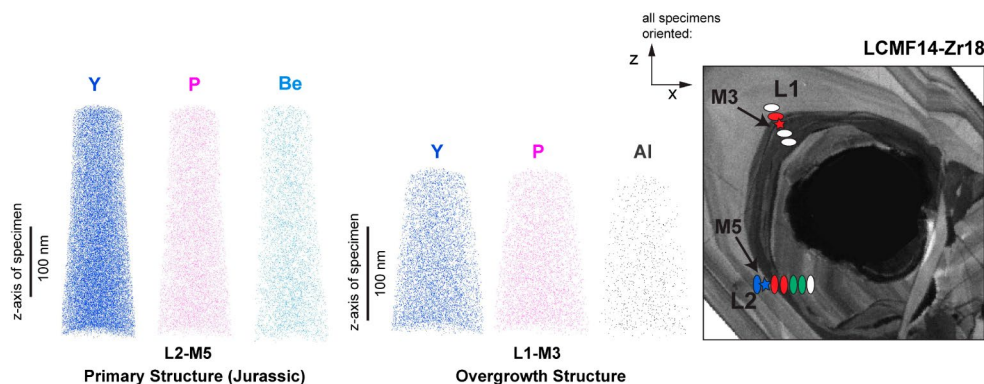 all specimens
oriented:
z
x
LCMF14-Zr18
Y P Be
z-axis of specimen
100 nm
L2-M5
Primary Structure (Jurassic)
Y P Al
z-axis of specimen
100 nm
L1-M3
Overgrowth Structure
M3
L1
M5
L2